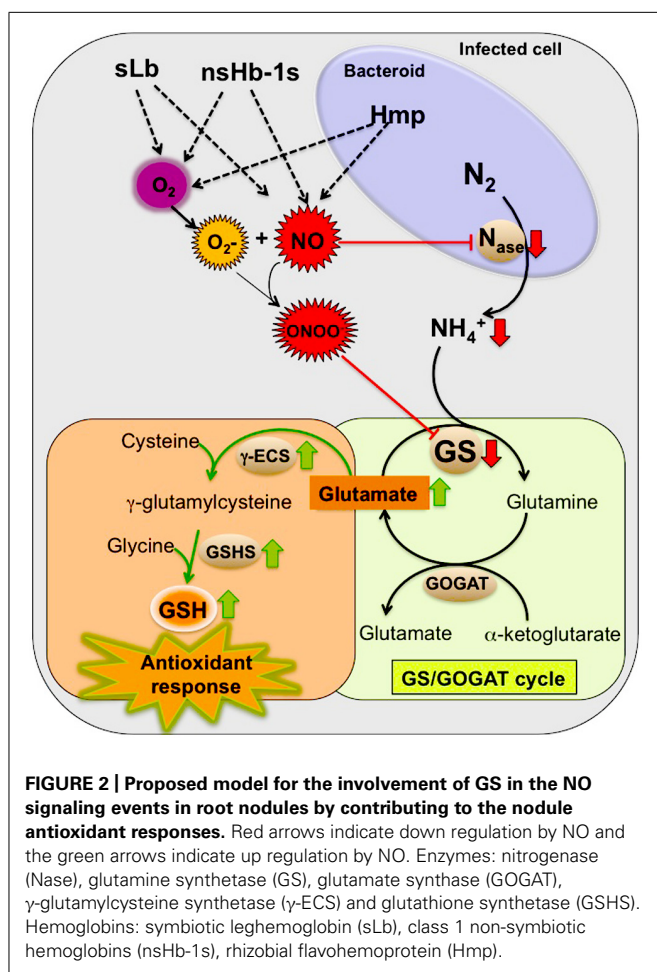 Infected cell
sLb
nsHb-1s
Bacteroid
Hmp
O₂
N₂
O₂-
+
NO
Nase
ONOO⁻
NH₄⁺
Cysteine
γ-ECS
GS
Glutamate
γ-glutamylcysteine
Glutamine
Glycine
GSHS
GOGAT
GSH
Glutamate
α-ketoglutarate
Antioxidant
response
GS/GOGAT cycle
FIGURE 2 | Proposed model for the involvement of GS in the NO
signaling events in root nodules by contributing to the nodule
antioxidant responses. Red arrows indicate down regulation by NO and
the green arrows indicate up regulation by NO. Enzymes: nitrogenase
(Nase), glutamine synthetase (GS), glutamate synthase (GOGAT),
γ-glutamylcysteine synthetase (γ-ECS) and glutathione synthetase (GSHS).
Hemoglobins: symbiotic leghemoglobin (sLb), class 1 non-symbiotic
hemoglobins (nsHb-1s), rhizobial flavohemoprotein (Hmp).